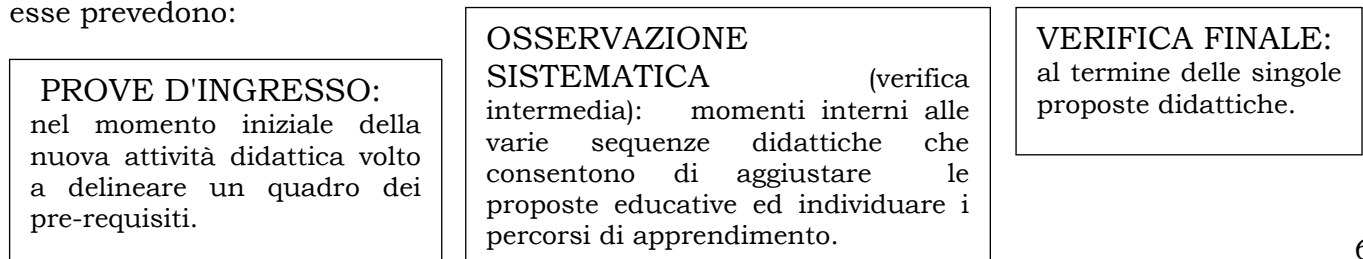 esse prevedono:
PROVE D'INGRESSO:
nel momento iniziale della
nuova attività didattica volto
a delineare un quadro dei
pre-requisiti.
OSSERVAZIONE
SISTEMATICA (verifica
intermedia): momenti interni alle
varie sequenze didattiche che
consentono di aggiustare le
proposte educative ed individuare i
percorsi di apprendimento.
VERIFICA FINALE:
al termine delle singole
proposte didattiche.